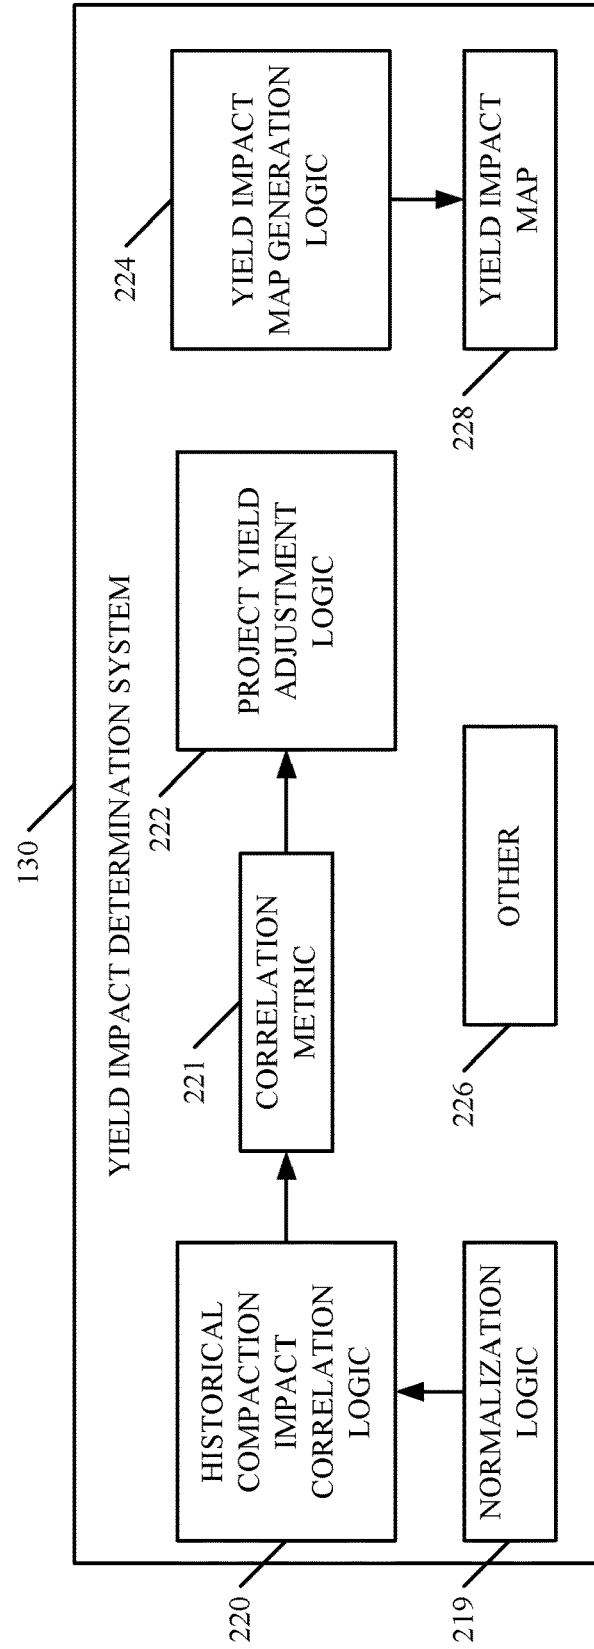 130
YIELD IMPACT DETERMINATION SYSTEM
220
HISTORICAL
COMPACTION
IMPACT
CORRELATION
LOGIC
221
CORRELATION
METRIC
222
PROJECT YIELD
ADJUSTMENT
LOGIC
224
YIELD IMPACT
MAP GENERATION
LOGIC
219
NORMALIZATION
LOGIC
226
OTHER
228
YIELD IMPACT
MAP